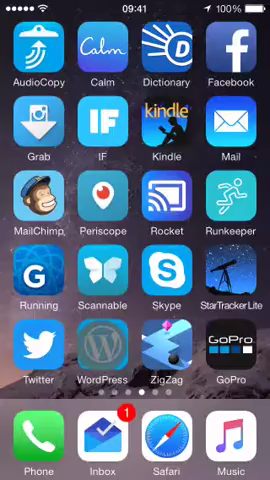 09:41
100%
Calm
AudioCopy
Calm
Dictionary
Facebook
IF
kindle
Grab
IF
Kindle
Mail
MailChimp
Periscope
Rocket
Runkeeper
Running
Scannable
Skype
StarTrackerLite
GoPro
Twitter
WordPress
ZigZag
GoPro
1
Phone
Inbox
Safari
Music